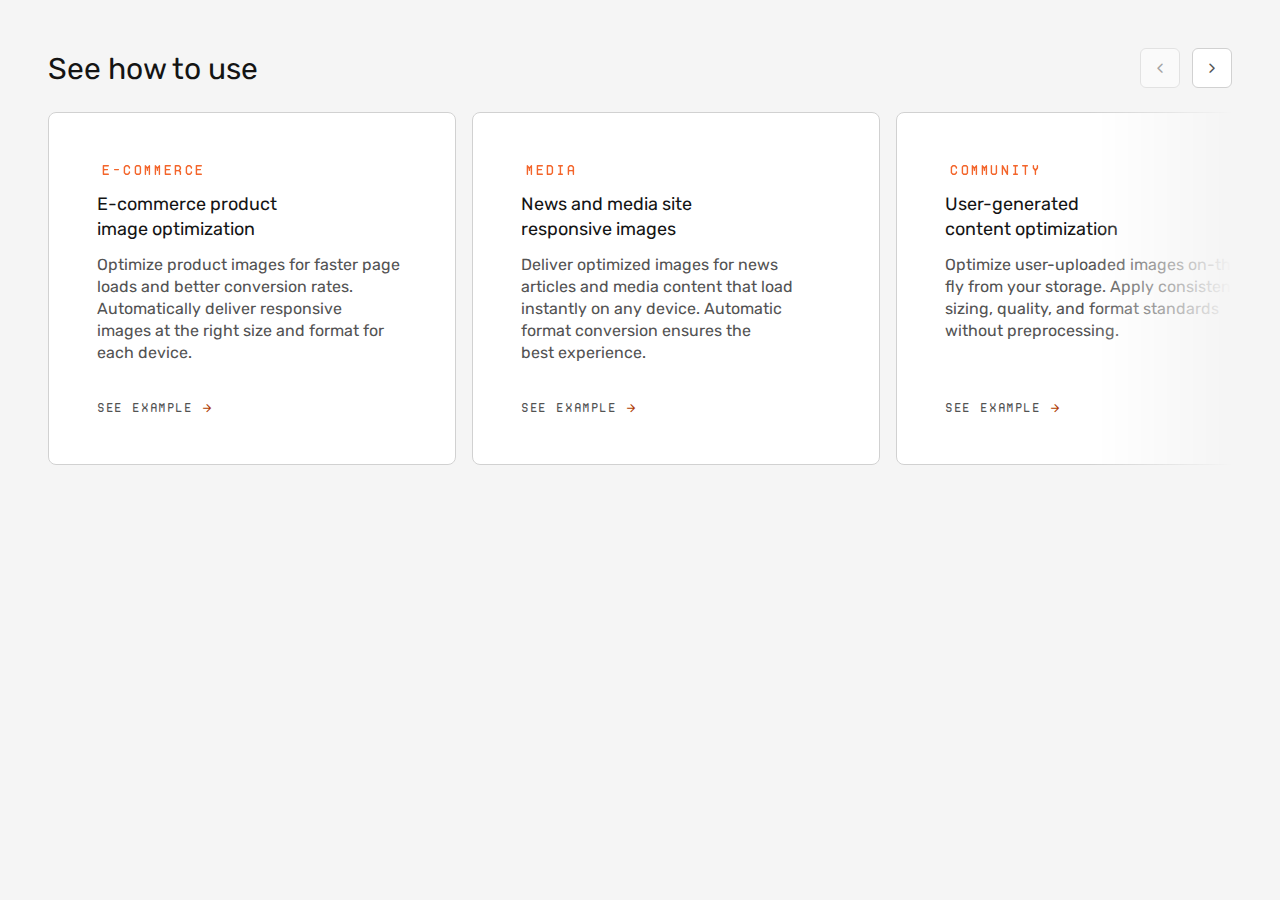 See how to use
E-COMMERCE
E-commerce product
image optimization
Optimize product images for faster page
loads and better conversion rates.
Automatically deliver responsive
images at the right size and format for
each device.
SEE EXAMPLE →
MEDIA
News and media site
responsive images
Deliver optimized images for news
articles and media content that load
instantly on any device. Automatic
format conversion ensures the
best experience.
SEE EXAMPLE →
COMMUNITY
User-generated
content optimization
Optimize user-uploaded images on-th
fly from your storage. Apply consisten
sizing, quality, and format standards
without preprocessing.
SEE EXAMPLE →